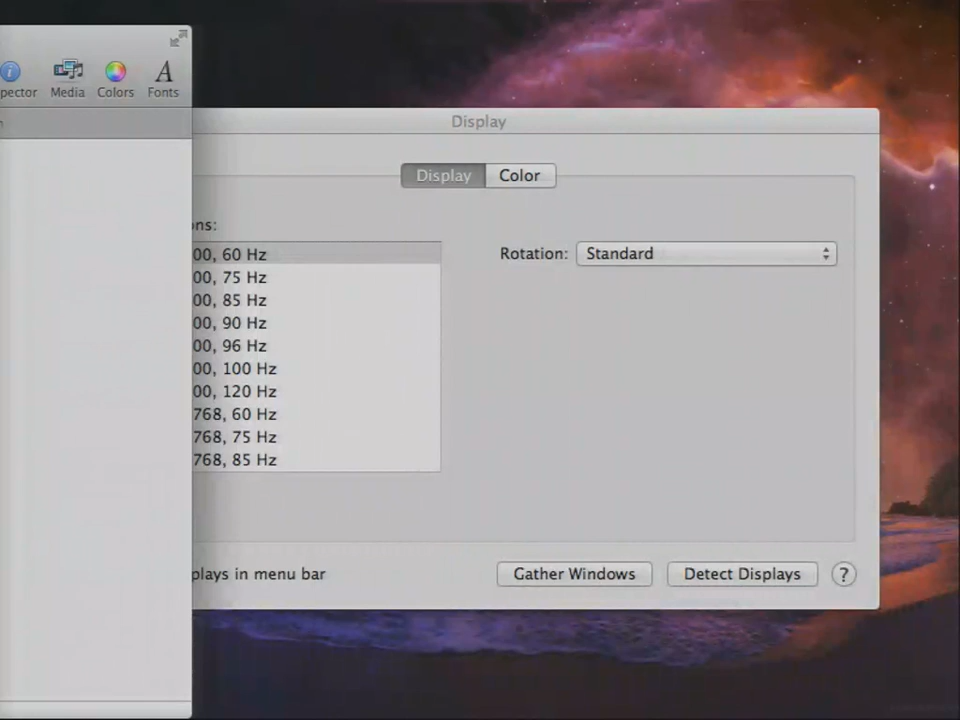 pector Media Colors Fonts
Display
Display Color
ons:
00, 60 Hz
00, 75 Hz
00, 85 Hz
00, 90 Hz
00, 96 Hz
00, 100 Hz
00, 120 Hz
768, 60 Hz
768, 75 Hz
768, 85 Hz
Rotation: Standard
plays in menu bar
Gather Windows Detect Displays ?